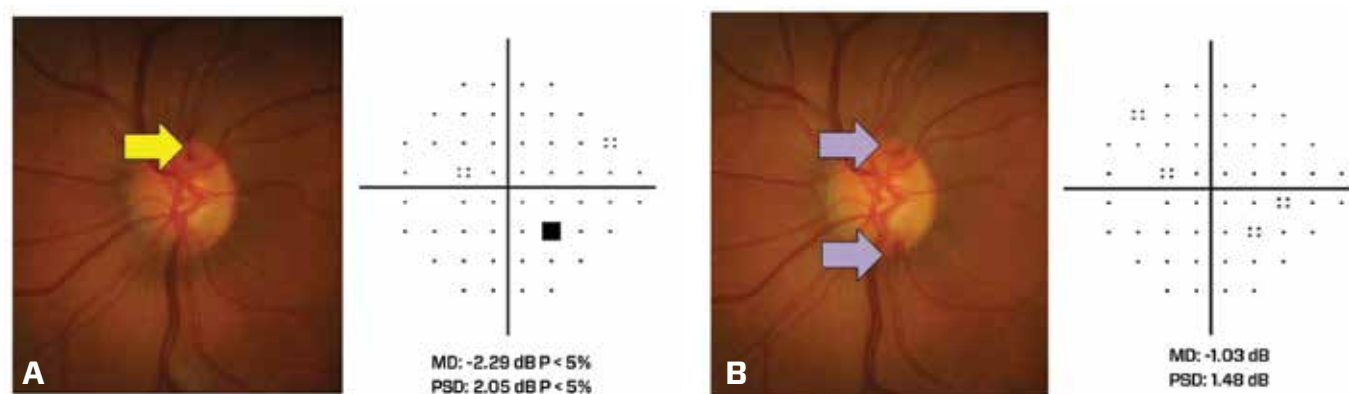 A
MD: -2.29 dB P < 5%
PSD: 2.05 dB P < 5%
B
MD: -1.03 dB
PSD: 1.48 dB